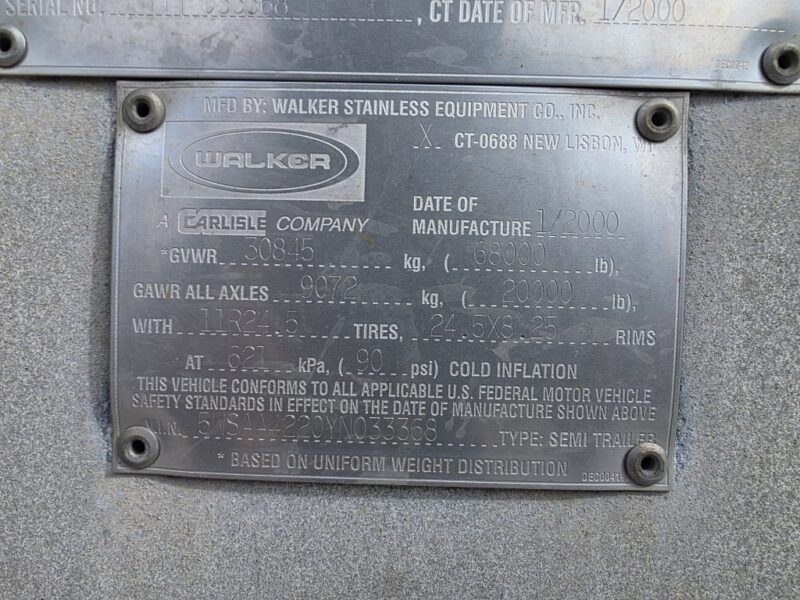 SERIAL NO. 033368 , CT DATE OF MFR. 1/2000
DEC0042
MFD BY: WALKER STAINLESS EQUIPMENT CO., INC.
WALKER
X CT-0688 NEW LISBON, WI
A CARLISLE COMPANY
DATE OF
MANUFACTURE 1/2000
*GVWR 30845 kg, ( 68000 lb),
GAWR ALL AXLES 9072 kg, ( 20000 lb),
WITH 11R24.5 TIRES, 24.5X8.25 RIMS
AT 621 kPa, ( 90 psi) COLD INFLATION
THIS VEHICLE CONFORMS TO ALL APPLICABLE U.S. FEDERAL MOTOR VEHICLE
SAFETY STANDARDS IN EFFECT ON THE DATE OF MANUFACTURE SHOWN ABOVE
V.I.N. TYPE: SEMI TRAILER
* BASED ON UNIFORM WEIGHT DISTRIBUTION